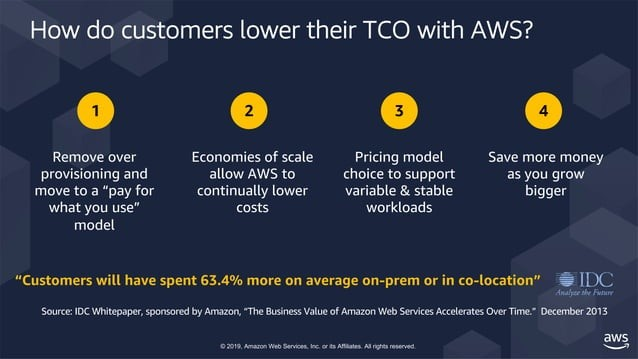 How do customers lower their TCO with AWS?
1
Remove over
provisioning and
move to a “pay for
what you use”
model
2
Economies of scale
allow AWS to
continually lower
costs
3
Pricing model
choice to support
variable & stable
workloads
4
Save more money
as you grow
bigger
“Customers will have spent 63.4% more on average on-prem or in co-location”
IDC
Analyze the Future
Source: IDC Whitepaper, sponsored by Amazon, “The Business Value of Amazon Web Services Accelerates Over Time.” December 2013
© 2019, Amazon Web Services, Inc. or its Affiliates. All rights reserved.
aws